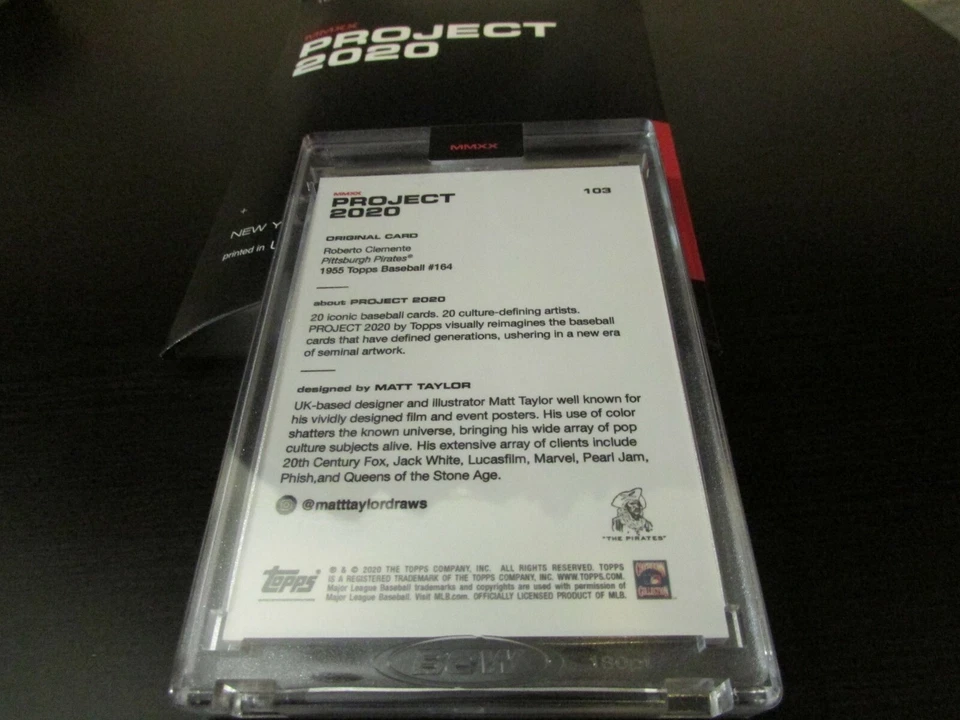 MMXX
PROJECT
2020
NEW Y
printed in U
MMXX
MMXX
PROJECT
2020
103
ORIGINAL CARD
Roberto Clemente
Pittsburgh Pirates®
1955 Topps Baseball #164
about PROJECT 2020
20 iconic baseball cards. 20 culture-defining artists.
PROJECT 2020 by Topps visually reimagines the baseball
cards that have defined generations, ushering in a new era
of seminal artwork.
designed by MATT TAYLOR
UK-based designer and illustrator Matt Taylor well known for
his vividly designed film and event posters. His use of color
shatters the known universe, bringing his wide array of pop
culture subjects alive. His extensive array of clients include
20th Century Fox, Jack White, Lucasfilm, Marvel, Pearl Jam,
Phish,and Queens of the Stone Age.
@matttaylordraws
"THE PIRATES"
topps
® & © 2020 THE TOPPS COMPANY, INC. ALL RIGHTS RESERVED. TOPPS
IS A REGISTERED TRADEMARK OF THE TOPPS COMPANY, INC. WWW.TOPPS.COM.
Major League Baseball trademarks and copyrights are used with permission of
Major League Baseball. Visit MLB.com. OFFICIALLY LICENSED PRODUCT OF MLB.
COOPERSTOWN
COLLECTION
BCW
180pt